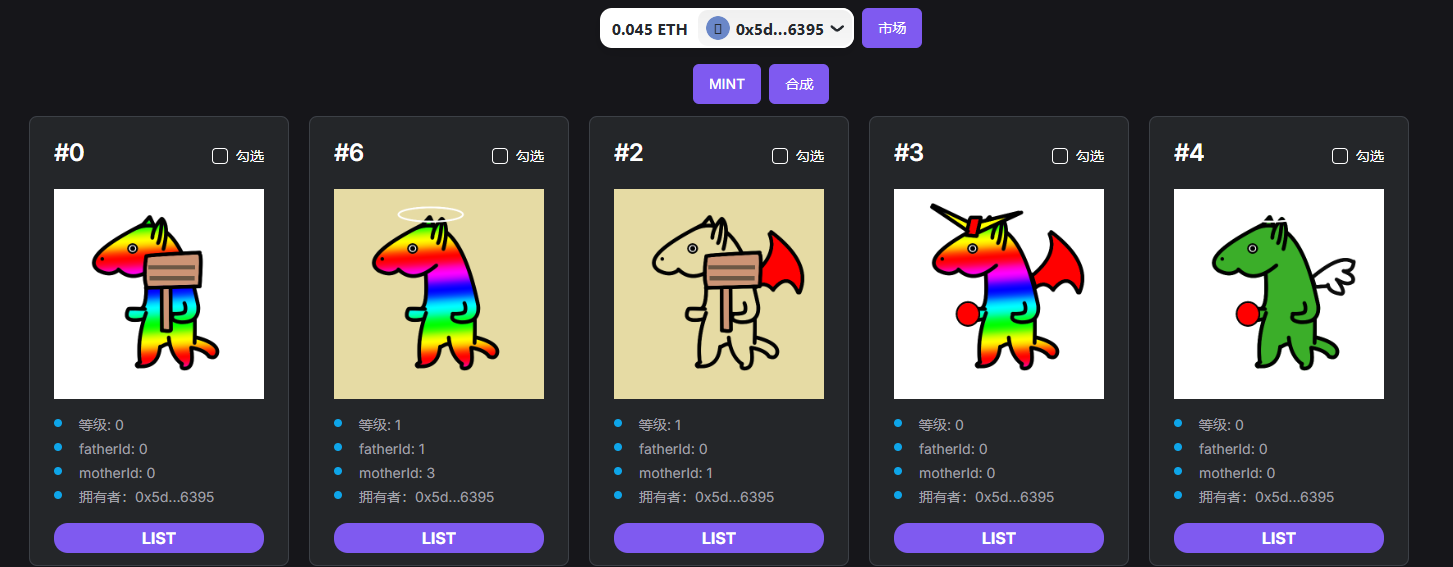 0.045 ETH 0x5d...6395 市场
MINT 合成
#0 勾选
等级: 0
fatherId: 0
motherId: 0
拥有者：0x5d...6395
LIST
#6 勾选
等级: 1
fatherId: 1
motherId: 3
拥有者：0x5d...6395
LIST
#2 勾选
等级: 1
fatherId: 0
motherId: 1
拥有者：0x5d...6395
LIST
#3 勾选
等级: 0
fatherId: 0
motherId: 0
拥有者：0x5d...6395
LIST
#4 勾选
等级: 0
fatherId: 0
motherId: 0
拥有者：0x5d...6395
LIST